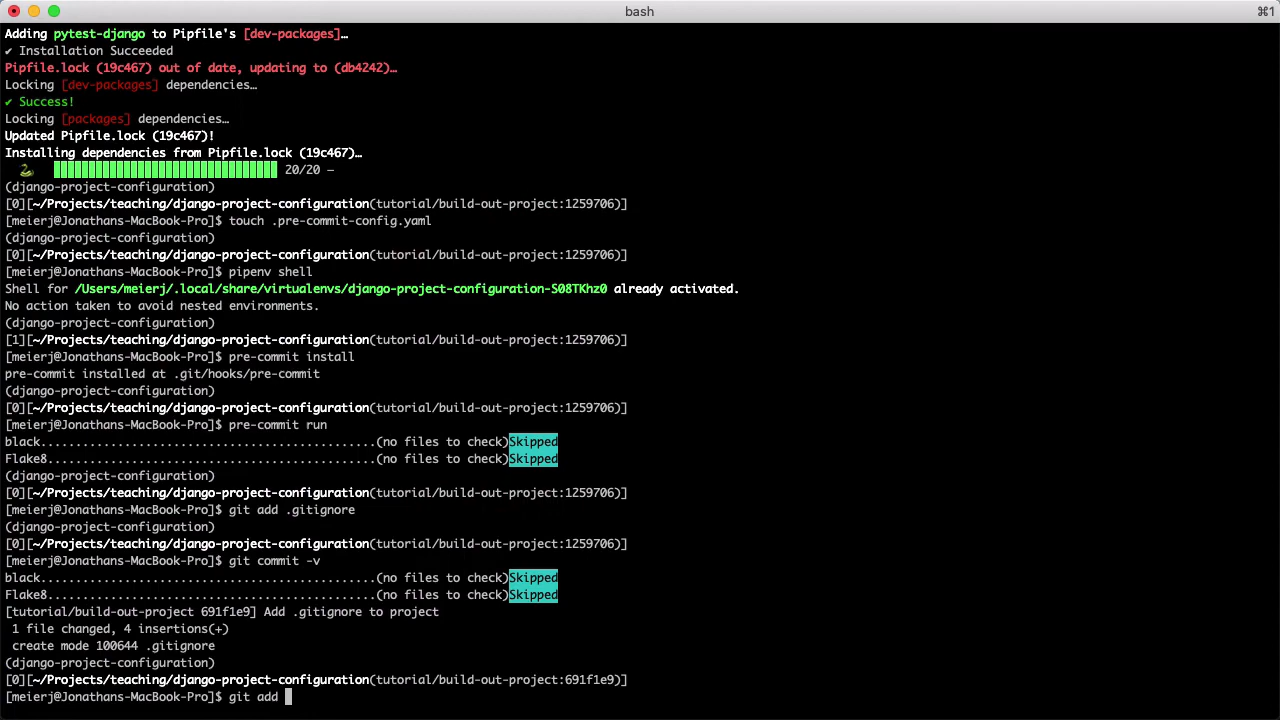 bash
⌘1
Adding pytest-django to Pipfile's [dev-packages]…
✔ Installation Succeeded
Pipfile.lock (19c467) out of date, updating to (db4242)…
Locking [dev-packages] dependencies…
✔ Success!
Locking [packages] dependencies…
Updated Pipfile.lock (19c467)!
Installing dependencies from Pipfile.lock (19c467)…
20/20 —
(django-project-configuration)
[0][~/Projects/teaching/django-project-configuration(tutorial/build-out-project:1259706)]
[meierj@Jonathans-MacBook-Pro]$ touch .pre-commit-config.yaml
(django-project-configuration)
[0][~/Projects/teaching/django-project-configuration(tutorial/build-out-project:1259706)]
[meierj@Jonathans-MacBook-Pro]$ pipenv shell
Shell for /Users/meierj/.local/share/virtualenvs/django-project-configuration-S08TKhz0 already activated.
No action taken to avoid nested environments.
(django-project-configuration)
[1][~/Projects/teaching/django-project-configuration(tutorial/build-out-project:1259706)]
[meierj@Jonathans-MacBook-Pro]$ pre-commit install
pre-commit installed at .git/hooks/pre-commit
(django-project-configuration)
[0][~/Projects/teaching/django-project-configuration(tutorial/build-out-project:1259706)]
[meierj@Jonathans-MacBook-Pro]$ pre-commit run
black................................................(no files to check)Skipped
Flake8...............................................(no files to check)Skipped
(django-project-configuration)
[0][~/Projects/teaching/django-project-configuration(tutorial/build-out-project:1259706)]
[meierj@Jonathans-MacBook-Pro]$ git add .gitignore
(django-project-configuration)
[0][~/Projects/teaching/django-project-configuration(tutorial/build-out-project:1259706)]
[meierj@Jonathans-MacBook-Pro]$ git commit -v
black................................................(no files to check)Skipped
Flake8...............................................(no files to check)Skipped
[tutorial/build-out-project 691f1e9] Add .gitignore to project
1 file changed, 4 insertions(+)
create mode 100644 .gitignore
(django-project-configuration)
[0][~/Projects/teaching/django-project-configuration(tutorial/build-out-project:691f1e9)]
[meierj@Jonathans-MacBook-Pro]$ git add